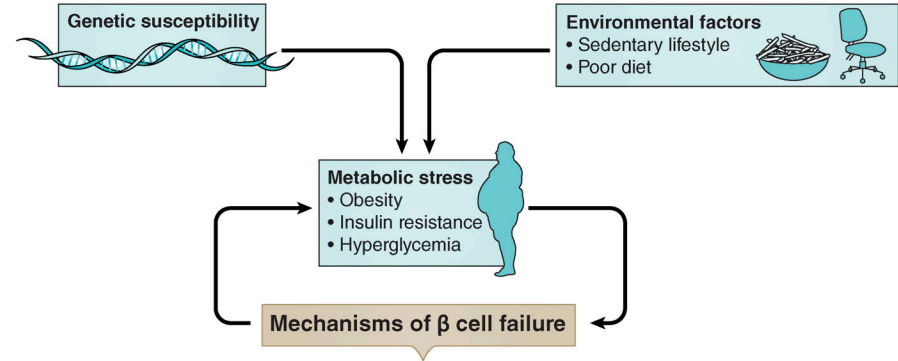 Genetic susceptibility
Environmental factors
• Sedentary lifestyle
• Poor diet
Metabolic stress
• Obesity
• Insulin resistance
• Hyperglycemia
Mechanisms of β cell failure